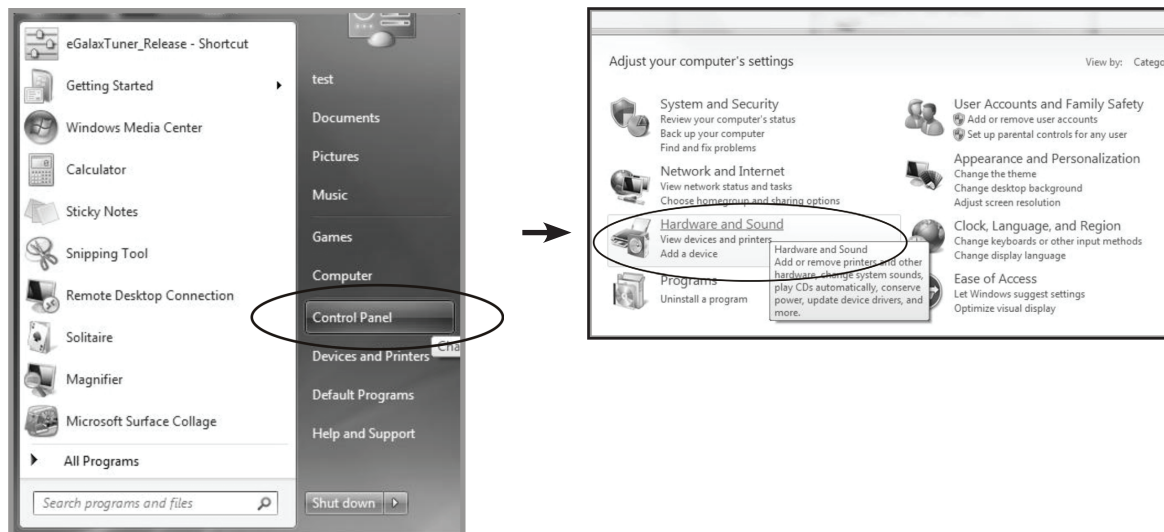 eGalaxTuner_Release - Shortcut
Getting Started
Windows Media Center
Calculator
Sticky Notes
Snipping Tool
Remote Desktop Connection
Solitaire
Magnifier
Microsoft Surface Collage
All Programs
Search programs and files
test
Documents
Pictures
Music
Games
Computer
Control Panel
Devices and Printers
Default Programs
Help and Support
Shut down
Adjust your computer's settings
View by:
System and Security
Review your computer's status
Back up your computer
Find and fix problems
Network and Internet
View network status and tasks
Choose homegroup and sharing options
Hardware and Sound
View devices and printers
Add a device
Programs
Uninstall a program
Hardware and Sound
Add or remove printers and other
hardware, change system sounds,
play CDs automatically, conserve
power, update device drivers, and
more.
User Accounts and Family Safety
Add or remove user accounts
Set up parental controls for any user
Appearance and Personalization
Change the theme
Change desktop background
Adjust screen resolution
Clock, Language, and Region
Change keyboards or other input methods
Change display language
Ease of Access
Let Windows suggest settings
Optimize visual display